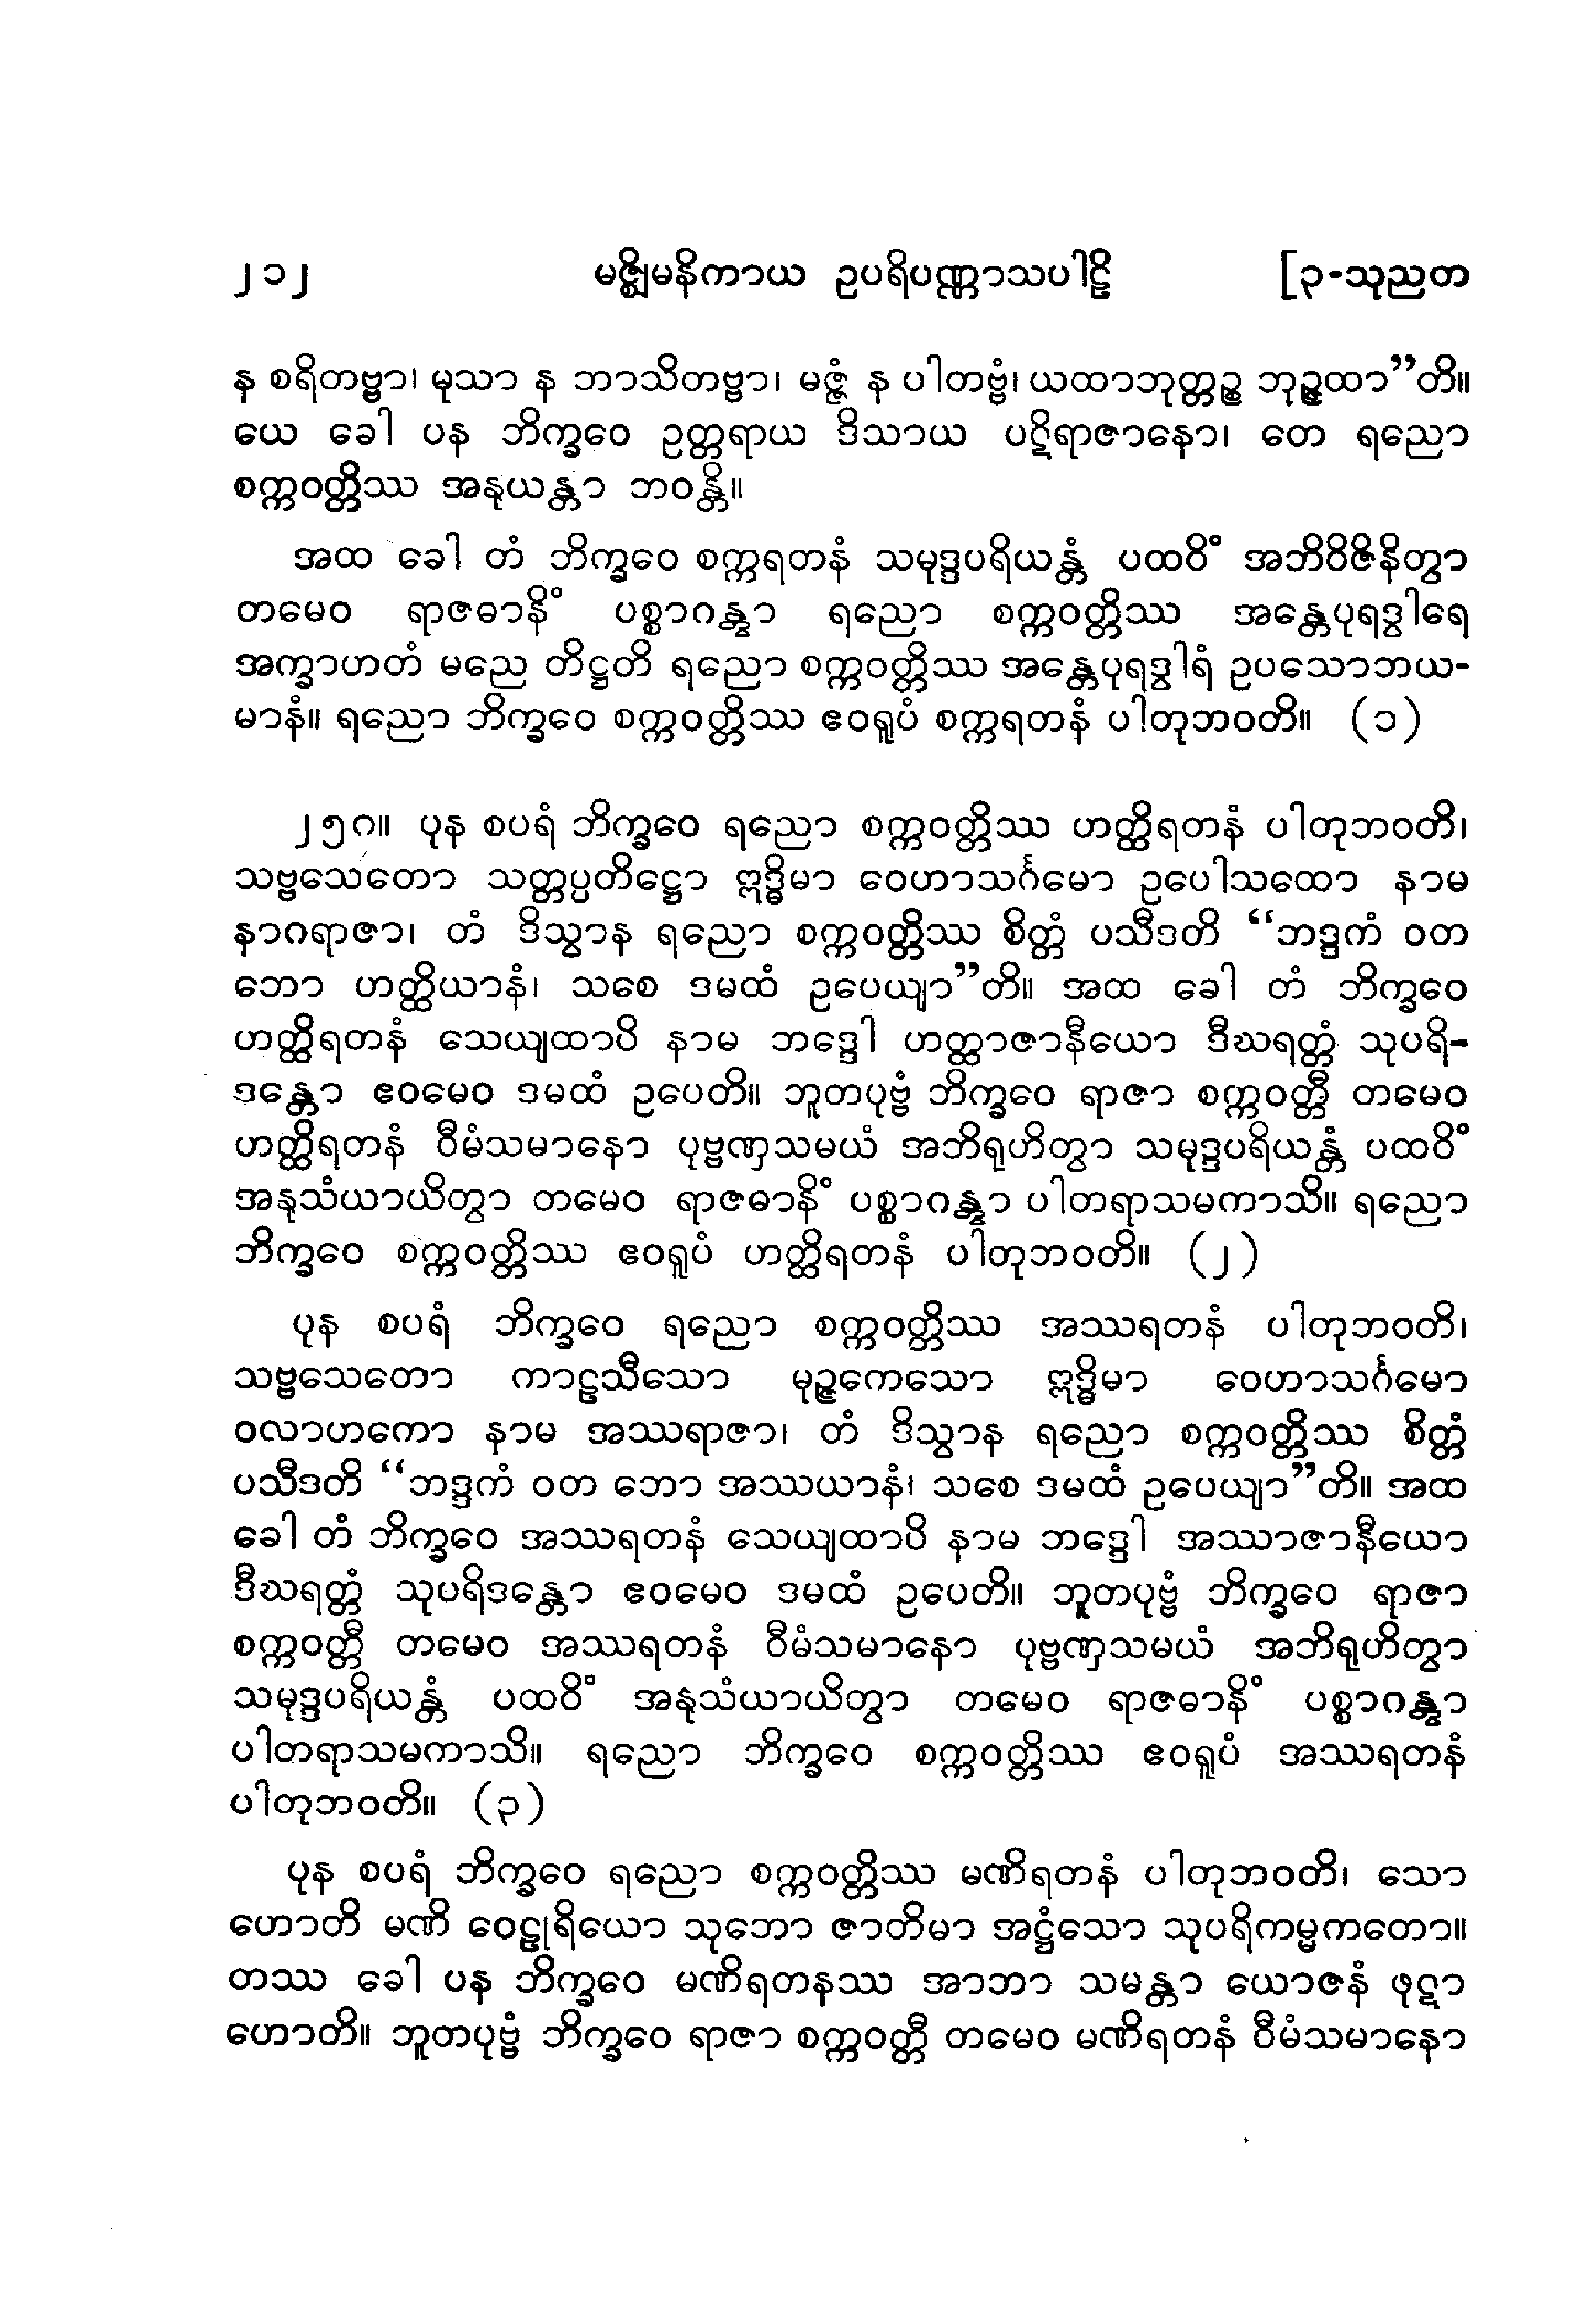 ၂၁၂ မဇ္ဈိမနိကာယ ဥပရိပဏ္ဏာသပါဠိ [၃-သုညတ
န စရိတဗ္ဗာ၊ မုသာ န ဘာသိတဗ္ဗာ၊ မဇ္ဇံ န ပါတဗ္ဗံ၊ ယထာဘုတ္တဉ္စ ဘုဉ္ဇထာ”တိ။
ယေ ခေါ ပန ဘိက္ခဝေ ဥတ္တရာယ ဒိသာယ ပဋိရာဇာနော၊ တေ ရညော
စက္ကဝတ္တိဿ အနုယန္တာ ဘဝန္တိ။
အထ ခေါ တံ ဘိက္ခဝေ စက္ကရတနံ သမုဒ္ဒပရိယန္တံ ပထဝိံ အဘိဝိဇိနိတွာ
တမေဝ ရာဇဓာနိံ ပစ္စာဂန္တွာ ရညော စက္ကဝတ္တိဿ အန္တေပုရဒွါရေ
အက္ခာဟတံ မညေ တိဋ္ဌတိ ရညော စက္ကဝတ္တိဿ အန္တေပုရဒွါရံ ဥပသောဘယ-
မာနံ။ ရညော ဘိက္ခဝေ စက္ကဝတ္တိဿ ဧဝရူပံ စက္ကရတနံ ပါတုဘဝတိ။ (၁)
၂၅၈။ ပုန စပရံ ဘိက္ခဝေ ရညော စက္ကဝတ္တိဿ ဟတ္ထိရတနံ ပါတုဘဝတိ၊
သဗ္ဗသေတော သတ္တပ္ပတိဋ္ဌော ဣဒ္ဓိမာ ဝေဟာသင်္ဂမော ဥပေါသထော နာမ
နာဂရာဇာ၊ တံ ဒိသွာန ရညော စက္ကဝတ္တိဿ စိတ္တံ ပသီဒတိ “ဘဒ္ဒကံ ဝတ
ဘော ဟတ္ထိယာနံ၊ သစေ ဒမထံ ဥပေယျာ”တိ။ အထ ခေါ တံ ဘိက္ခဝေ
ဟတ္ထိရတနံ သေယျထာပိ နာမ ဘဒ္ဒေါ ဟတ္ထာဇာနီယော ဒီဃရတ္တံ သုပရိ-
ဒန္တော ဧဝမေဝ ဒမထံ ဥပေတိ။ ဘူတပုဗ္ဗံ ဘိက္ခဝေ ရာဇာ စက္ကဝတ္တီ တမေဝ
ဟတ္ထိရတနံ ဝီမံသမာနော ပုဗ္ဗဏှသမယံ အဘိရုဟိတွာ သမုဒ္ဒပရိယန္တံ ပထဝိံ
အနုသံယာယိတွာ တမေဝ ရာဇဓာနိံ ပစ္စာဂန္တွာ ပါတရာသမကာသိ။ ရညော
ဘိက္ခဝေ စက္ကဝတ္တိဿ ဧဝရူပံ ဟတ္ထိရတနံ ပါတုဘဝတိ။ (၂)
ပုန စပရံ ဘိက္ခဝေ ရညော စက္ကဝတ္တိဿ အဿရတနံ ပါတုဘဝတိ၊
သဗ္ဗသေတော ကာဠသီသော မုဉ္ဇကေသော ဣဒ္ဓိမာ ဝေဟာသင်္ဂမော
ဝလာဟကော နာမ အဿရာဇာ၊ တံ ဒိသွာန ရညော စက္ကဝတ္တိဿ စိတ္တံ
ပသီဒတိ “ဘဒ္ဒကံ ဝတ ဘော အဿယာနံ၊ သစေ ဒမထံ ဥပေယျာ”တိ။ အထ
ခေါ တံ ဘိက္ခဝေ အဿရတနံ သေယျထာပိ နာမ ဘဒ္ဒေါ အဿာဇာနီယော
ဒီဃရတ္တံ သုပရိဒန္တော ဧဝမေဝ ဒမထံ ဥပေတိ။ ဘူတပုဗ္ဗံ ဘိက္ခဝေ ရာဇာ
စက္ကဝတ္တီ တမေဝ အဿရတနံ ဝီမံသမာနော ပုဗ္ဗဏှသမယံ အဘိရုဟိတွာ
သမုဒ္ဒပရိယန္တံ ပထဝိံ အနုသံယာယိတွာ တမေဝ ရာဇဓာနိံ ပစ္စာဂန္တွာ
ပါတရာသမကာသိ။ ရညော ဘိက္ခဝေ စက္ကဝတ္တိဿ ဧဝရူပံ အဿရတနံ
ပါတုဘဝတိ။ (၃)
ပုန စပရံ ဘိက္ခဝေ ရညော စက္ကဝတ္တိဿ မဏိရတနံ ပါတုဘဝတိ၊ သော
ဟောတိ မဏိ ဝေဠုရိယော သုဘော ဇာတိမာ အဋ္ဌံသော သုပရိကမ္မကတော။
တဿ ခေါ ပန ဘိက္ခဝေ မဏိရတနဿ အာဘာ သမန္တာ ယောဇနံ ဖုဋာ
ဟောတိ။ ဘူတပုဗ္ဗံ ဘိက္ခဝေ ရာဇာ စက္ကဝတ္တီ တမေဝ မဏိရတနံ ဝီမံသမာနော